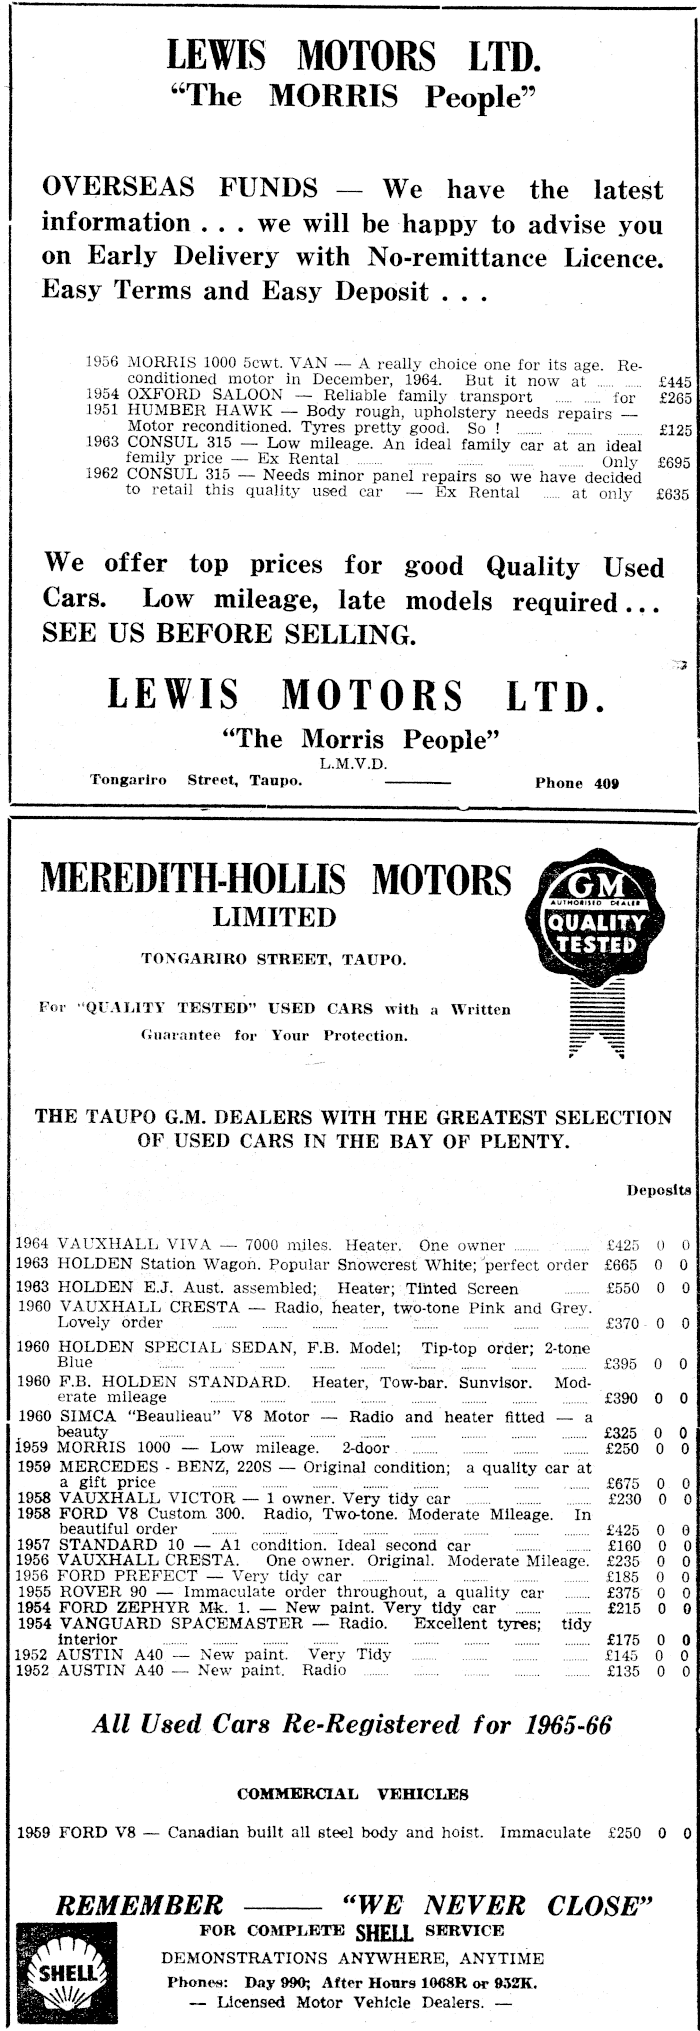 LEWIS MOTORS LTD.
"The MORRIS People"
OVERSEAS FUNDS — We have the latest
information . . . we will be happy to advise you
on Early Delivery with No-remittance Licence.
Easy Terms and Easy Deposit . . .
1956 MORRIS 1000 5cwt. VAN — A really choice one for its age. Re-
conditioned motor in December, 1964. But it now at ...... ...... £445
1954 OXFORD SALOON — Reliable family transport ...... ...... for £265
1951 HUMBER HAWK — Body rough, upholstery needs repairs —
Motor reconditioned. Tyres pretty good. So ! ...... ...... ...... £125
1963 CONSUL 315 — Low mileage. An ideal family car at an ideal
femily price — Ex Rental ...... ...... ...... ...... ...... Only £695
1962 CONSUL 315 — Needs minor panel repairs so we have decided
to retail this quality used car — Ex Rental ...... at only £635
We offer top prices for good Quality Used
Cars. Low mileage, late models required . . .
SEE US BEFORE SELLING.
LEWIS MOTORS LTD.
"The Morris People"
L.M.V.D.
Tongariro Street, Taupo. ——— Phone 409
MEREDITH-HOLLIS MOTORS
LIMITED
TONGARIRO STREET, TAUPO.
For "QUALITY TESTED" USED CARS with a Written
Guarantee for Your Protection.
GM
AUTHORISED DEALER
QUALITY
TESTED
THE TAUPO G.M. DEALERS WITH THE GREATEST SELECTION
OF USED CARS IN THE BAY OF PLENTY.
Deposits
1964 VAUXHALL VIVA — 7000 miles. Heater. One owner ...... ...... £425 0 0
1963 HOLDEN Station Wagon. Popular Snowcrest White; perfect order £665 0 0
1963 HOLDEN E.J. Aust. assembled; Heater; Tinted Screen ...... £550 0 0
1960 VAUXHALL CRESTA — Radio, heater, two-tone Pink and Grey.
Lovely order ...... ...... ...... ...... ...... ...... ...... ...... £370 0 0
1960 HOLDEN SPECIAL SEDAN, F.B. Model; Tip-top order; 2-tone
Blue ...... ...... ...... ...... ...... ...... ...... ...... ...... £395 0 0
1960 F.B. HOLDEN STANDARD. Heater, Tow-bar. Sunvisor. Mod-
erate mileage ...... ...... ...... ...... ...... ...... ...... ...... £390 0 0
1960 SIMCA "Beaulieau" V8 Motor — Radio and heater fitted — a
beauty ...... ...... ...... ...... ...... ...... ...... ...... ...... £325 0 0
1959 MORRIS 1000 — Low mileage. 2-door ...... ...... ...... ...... £250 0 0
1959 MERCEDES - BENZ, 220S — Original condition; a quality car at
a gift price ...... ...... ...... ...... ...... ...... ...... ...... £675 0 0
1958 VAUXHALL VICTOR — 1 owner. Very tidy car ...... ...... ...... £230 0 0
1958 FORD V8 Custom 300. Radio, Two-tone. Moderate Mileage. In
beautiful order ...... ...... ...... ...... ...... ...... ...... ...... £425 0 0
1957 STANDARD 10 — A1 condition. Ideal second car ...... ...... £160 0 0
1956 VAUXHALL CRESTA. One owner. Original. Moderate Mileage. £235 0 0
1956 FORD PREFECT — Very tidy car ...... ...... ...... ...... ...... £185 0 0
1955 ROVER 90 — Immaculate order throughout, a quality car ...... £375 0 0
1954 FORD ZEPHYR Mk. 1. — New paint. Very tidy car ...... ...... £215 0 0
1954 VANGUARD SPACEMASTER — Radio. Excellent tyres; tidy
interior ...... ...... ...... ...... ...... ...... ...... ...... ...... £175 0 0
1952 AUSTIN A40 — New paint. Very Tidy ...... ...... ...... ...... £145 0 0
1952 AUSTIN A40 — New paint. Radio ...... ...... ...... ...... ...... £135 0 0
All Used Cars Re-Registered for 1965-66
COMMERCIAL VEHICLES
1959 FORD V8 — Canadian built all steel body and hoist. Immaculate £250 0 0
REMEMBER ——— "WE NEVER CLOSE"
FOR COMPLETE SHELL SERVICE
DEMONSTRATIONS ANYWHERE, ANYTIME
Phones: Day 990; After Hours 1068R or 952K.
— Licensed Motor Vehicle Dealers. —
SHELL